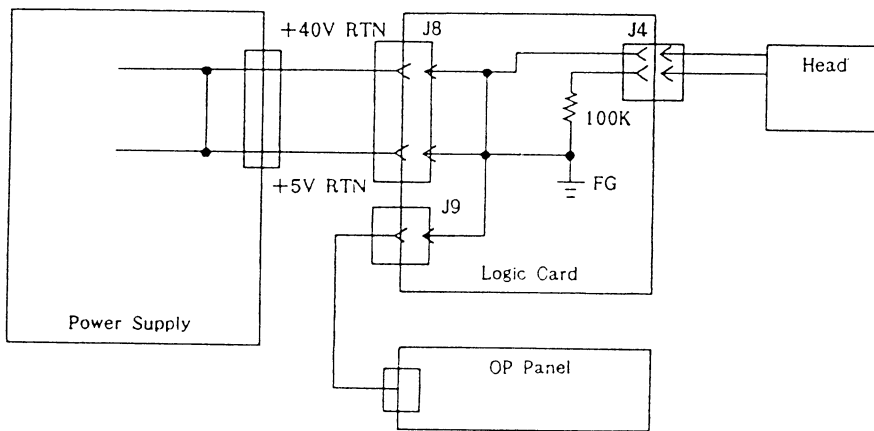 +40V RTN
J8
J4
Head
100K
FG
+5V RTN
J9
Logic Card
Power Supply
OP Panel